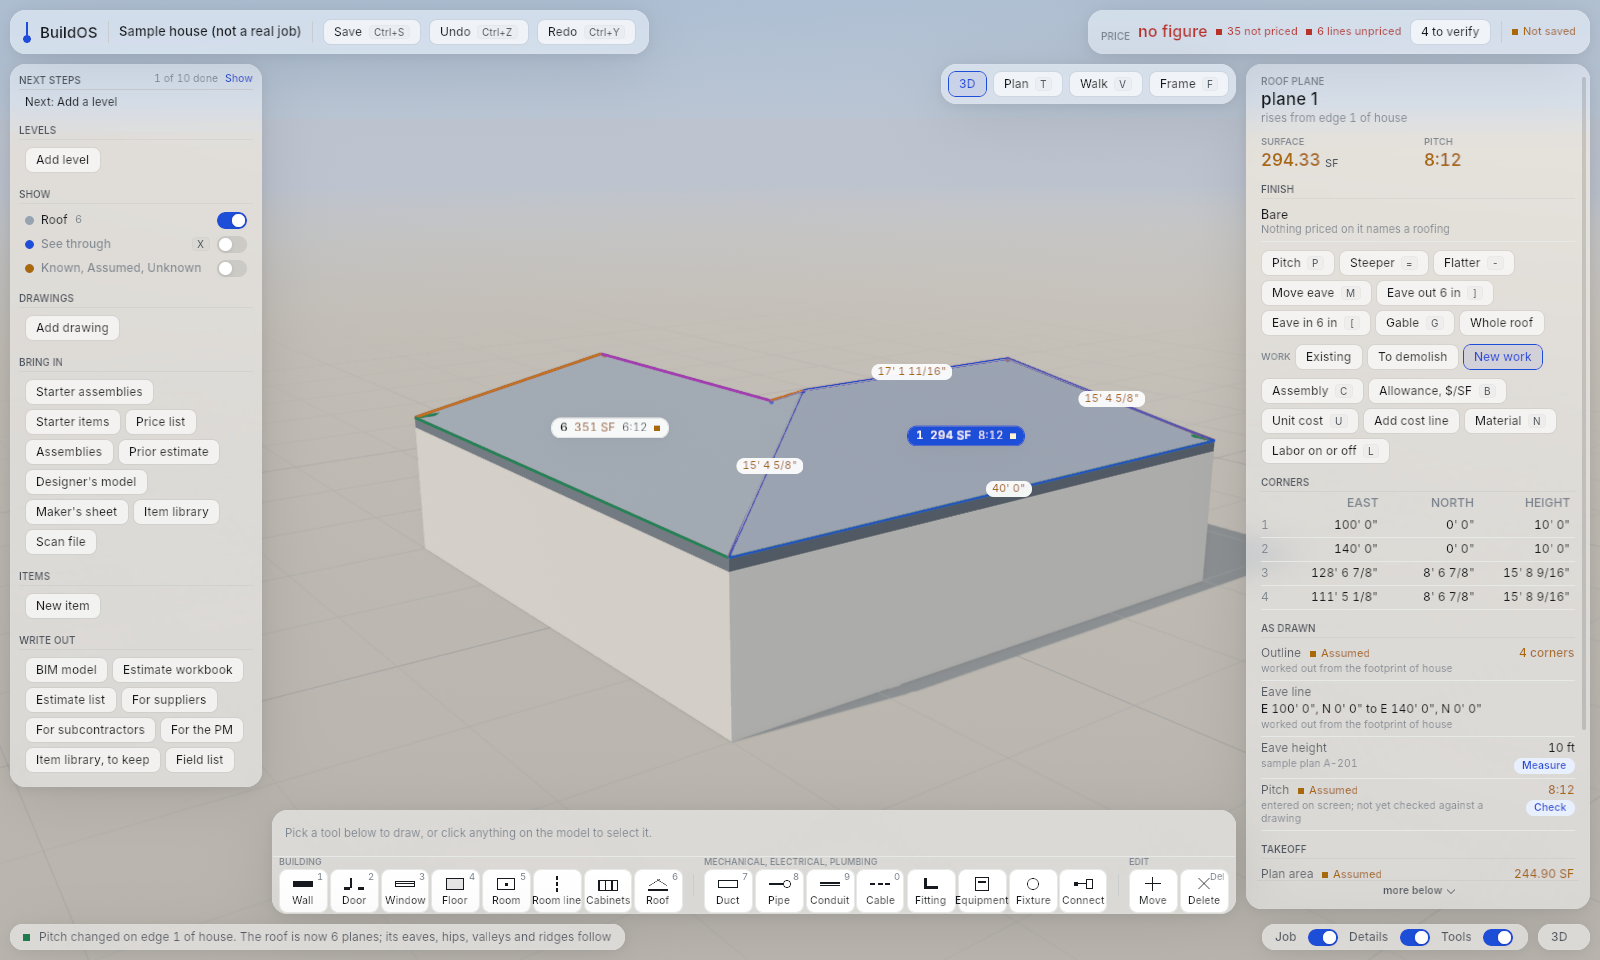 BuildOS
Sample house (not a real job)
Save Ctrl+S
Undo Ctrl+Z
Redo Ctrl+Y
PRICE no figure 35 not priced 6 lines unpriced 4 to verify Not saved
NEXT STEPS 1 of 10 done Show
Next: Add a level
LEVELS
Add level
SHOW
Roof 6
See through X
Known, Assumed, Unknown
DRAWINGS
Add drawing
BRING IN
Starter assemblies
Starter items Price list
Assemblies Prior estimate
Designer's model
Maker's sheet Item library
Scan file
ITEMS
New item
WRITE OUT
BIM model Estimate workbook
Estimate list For suppliers
For subcontractors For the PM
Item library, to keep Field list
3D Plan T Walk V Frame F
17' 1 11/16"
15' 4 5/8"
6 351 SF 6:12
1 294 SF 8:12
15' 4 5/8"
40' 0"
ROOF PLANE
plane 1
rises from edge 1 of house
SURFACE PITCH
294.33 SF 8:12
FINISH
Bare
Nothing priced on it names a roofing
Pitch P Steeper = Flatter -
Move eave M Eave out 6 in ]
Eave in 6 in [ Gable G Whole roof
WORK Existing To demolish New work
Assembly C Allowance, $/SF B
Unit cost U Add cost line Material N
Labor on or off L
CORNERS
EAST NORTH HEIGHT
1 100' 0" 0' 0" 10' 0"
2 140' 0" 0' 0" 10' 0"
3 128' 6 7/8" 8' 6 7/8" 15' 8 9/16"
4 111' 5 1/8" 8' 6 7/8" 15' 8 9/16"
AS DRAWN
Outline Assumed 4 corners
worked out from the footprint of house
Eave line
E 100' 0", N 0' 0" to E 140' 0", N 0' 0"
worked out from the footprint of house
Eave height 10 ft
sample plan A-201 Measure
Pitch Assumed 8:12
entered on screen; not yet checked against a Check
drawing
TAKEOFF
Plan area Assumed 244.90 SF
more below
Pick a tool below to draw, or click anything on the model to select it.
BUILDING MECHANICAL, ELECTRICAL, PLUMBING EDIT
1 2 3 4 5 6 7 8 9 0 Del
Wall Door Window Floor Room Room line Cabinets Roof Duct Pipe Conduit Cable Fitting Equipment Fixture Connect Move Delete
Pitch changed on edge 1 of house. The roof is now 6 planes; its eaves, hips, valleys and ridges follow
Job Details Tools 3D